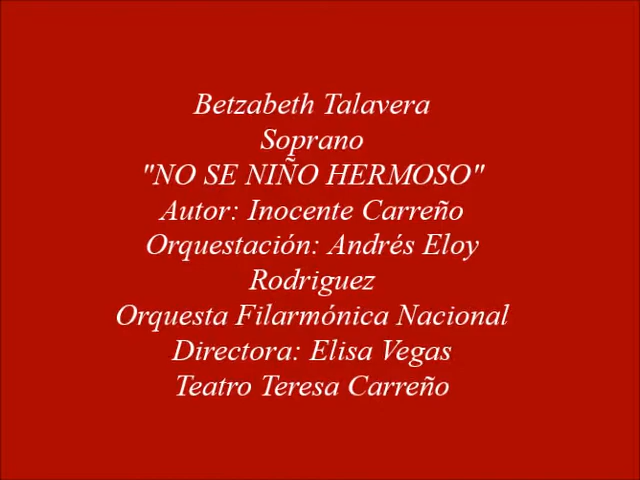 Betzabeth Talavera
Soprano
"NO SE NIÑO HERMOSO"
Autor: Inocente Carreño
Orquestación: Andrés Eloy
Rodriguez
Orquesta Filarmónica Nacional
Directora: Elisa Vegas
Teatro Teresa Carreño